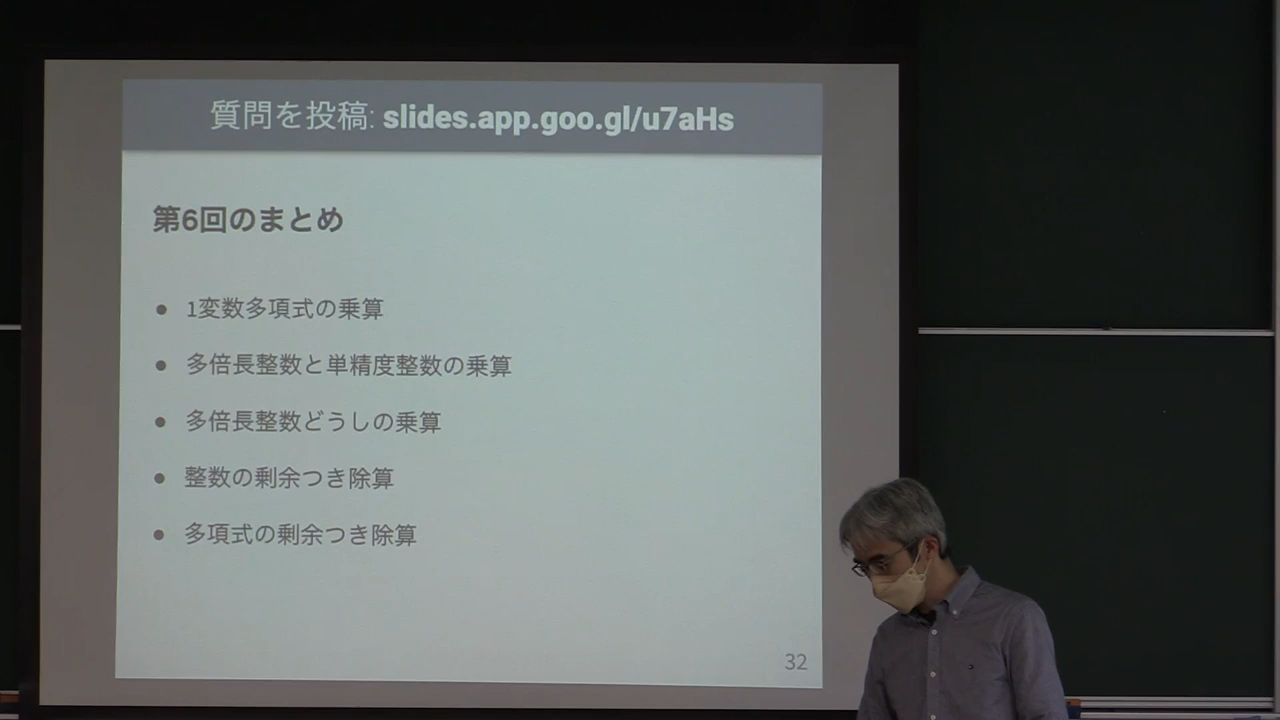 質問を投稿: slides.app.goo.gl/u7aHs
第6回のまとめ
● 1変数多項式の乗算
● 多倍長整数と単精度整数の乗算
● 多倍長整数どうしの乗算
● 整数の剰余つき除算
● 多項式の剰余つき除算
32